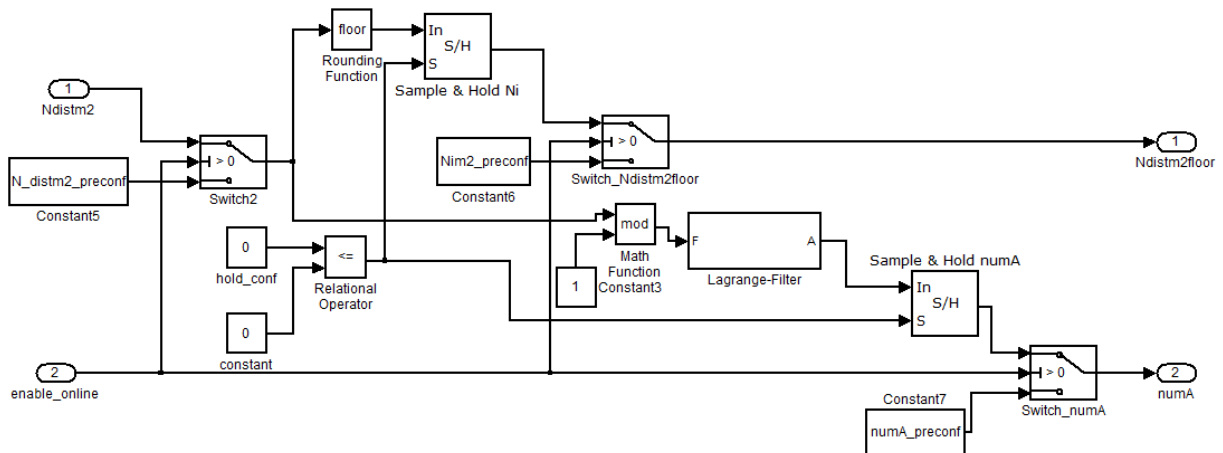 floor
Rounding
Function
In
S/H
S
Sample & Hold Ni
1
Ndistm2
> 0
Switch2
N_distm2_preconf
Constant5
Nim2_preconf
Constant6
> 0
Switch_Ndistm2floor
1
Ndistm2floor
0
hold_conf
<=
Relational
Operator
0
constant
mod
Math
Function
1
Constant3
F
A
Lagrange-Filter
Sample & Hold numA
In
S/H
S
2
enable_online
> 0
Switch_numA
2
numA
Constant7
numA_preconf